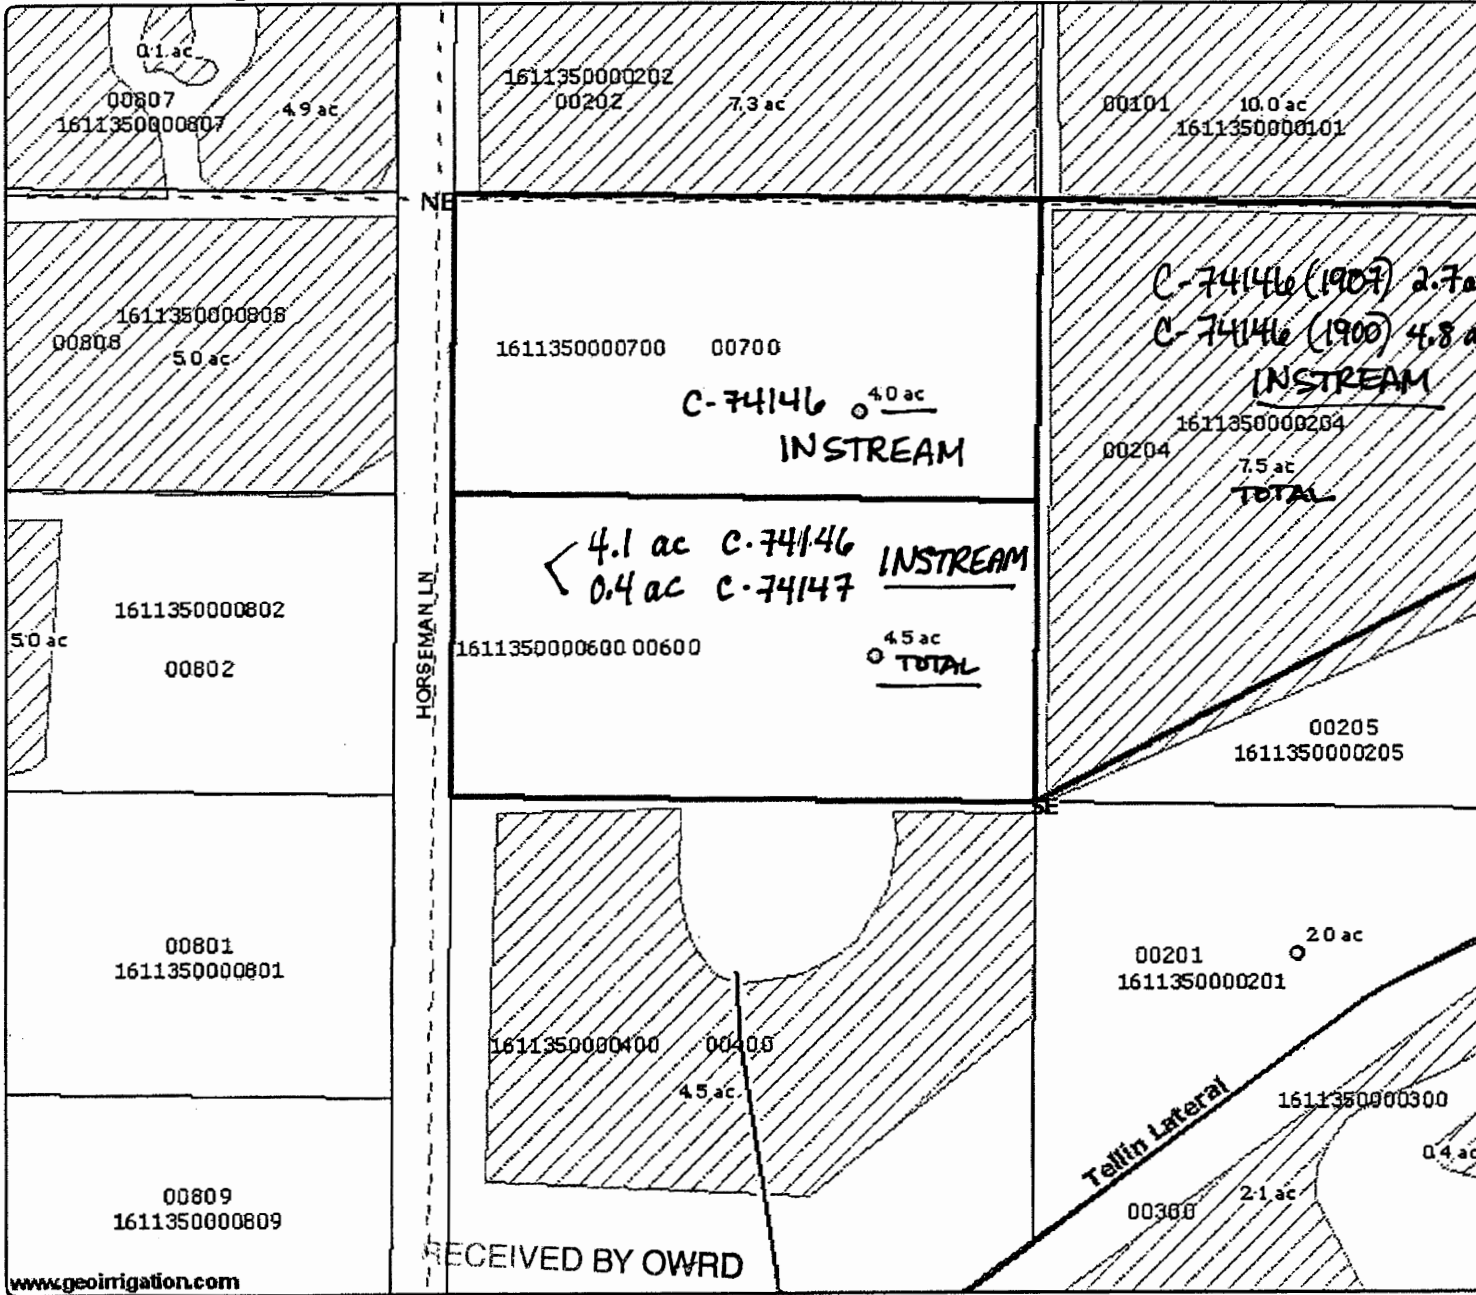 0.1 ac
00807
1611350000807
4.9 ac
1611350000202
00202
7.3 ac
00101
10.0 ac
1611350000101
NE
1611350000808
00808
5.0 ac
1611350000700 00700
C-74146
4.0 ac
INSTREAM
C-74146 (1907) 2.7a
C-74146 (1900) 4.8 a
INSTREAM
1611350000204
00204
7.5 ac
TOTAL
4.1 ac C-74146 INSTREAM
0.4 ac C-74147
1611350000600 00600
4.5 ac
TOTAL
HORSEMAN LN
1611350000802
5.0 ac
00802
00205
1611350000205
SE
00801
1611350000801
1611350000400 00400
4.5 ac
00201
2.0 ac
1611350000201
Tellin Lateral
1611350000300
0.4 ac
2.1 ac
00300
00809
1611350000809
RECEIVED BY OWRD
www.geoirrigation.com